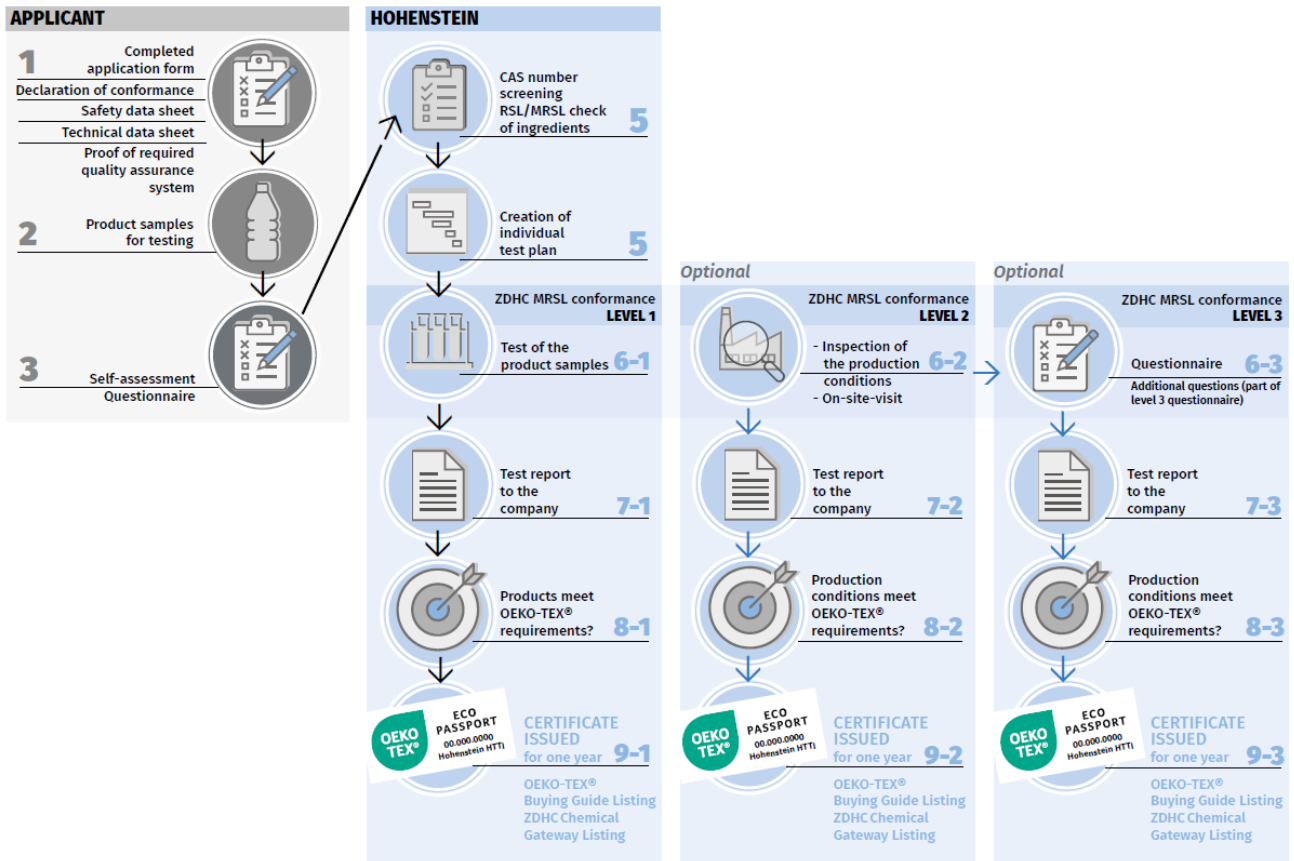 APPLICANT
1
Completed
application form
Declaration of conformance
Safety data sheet
Technical data sheet
Proof of required
quality assurance
system
2
Product samples
for testing
3
Self-assessment
Questionnaire
HOHENSTEIN
CAS number
screening
RSL/MRSL check
of ingredients
5
Creation of
individual
test plan
5
ZDHC MRSL conformance
LEVEL 1
Test of the
product samples
6-1
Test report
to the
company
7-1
Products meet
OEKO-TEX®
requirements?
8-1
OEKO
TEX®
ECO
PASSPORT
00.000.0000
Hohenstein HTTI
CERTIFICATE
ISSUED
for one year
9-1
OEKO-TEX®
Buying Guide Listing
ZDHC Chemical
Gateway Listing
Optional
ZDHC MRSL conformance
LEVEL 2
- Inspection of
the production
conditions
- On-site-visit
6-2
Test report
to the
company
7-2
Production
conditions meet
OEKO-TEX®
requirements?
8-2
OEKO
TEX®
ECO
PASSPORT
00.000.0000
Hohenstein HTTI
CERTIFICATE
ISSUED
for one year
9-2
OEKO-TEX®
Buying Guide Listing
ZDHC Chemical
Gateway Listing
Optional
ZDHC MRSL conformance
LEVEL 3
Questionnaire
6-3
Additional questions (part of
level 3 questionnaire)
Test report
to the
company
7-3
Production
conditions meet
OEKO-TEX®
requirements?
8-3
OEKO
TEX®
ECO
PASSPORT
00.000.0000
Hohenstein HTTI
CERTIFICATE
ISSUED
for one year
9-3
OEKO-TEX®
Buying Guide Listing
ZDHC Chemical
Gateway Listing